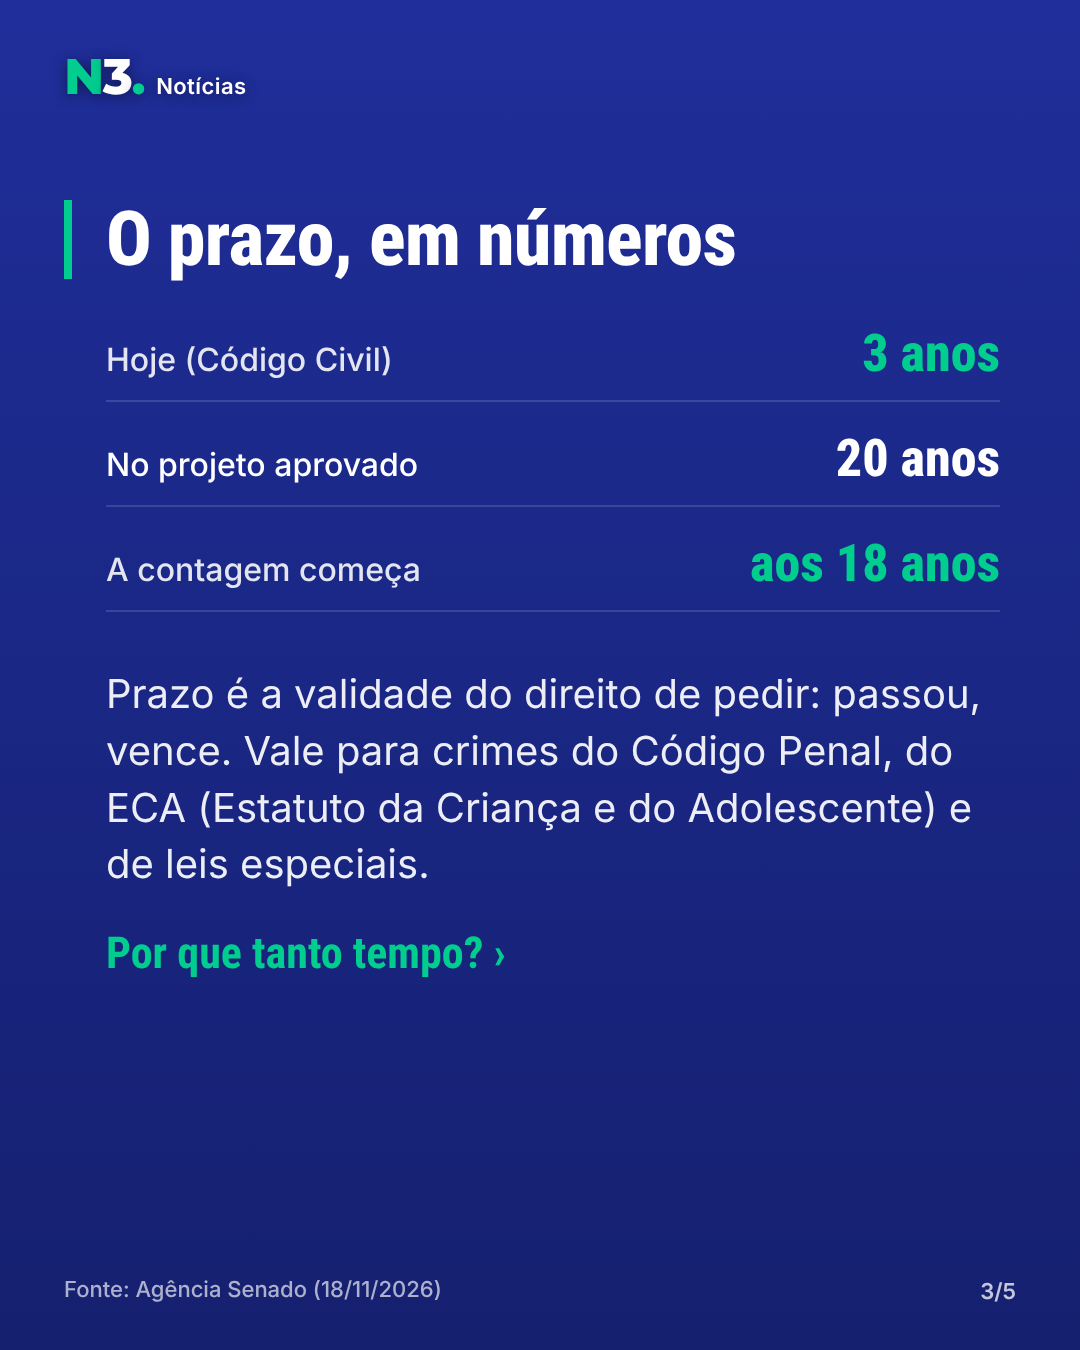 N3. Notícias
O prazo, em números
Hoje (Código Civil) 3 anos
No projeto aprovado 20 anos
A contagem começa aos 18 anos
Prazo é a validade do direito de pedir: passou,
vence. Vale para crimes do Código Penal, do
ECA (Estatuto da Criança e do Adolescente) e
de leis especiais.
Por que tanto tempo? ›
Fonte: Agência Senado (18/11/2026) 3/5